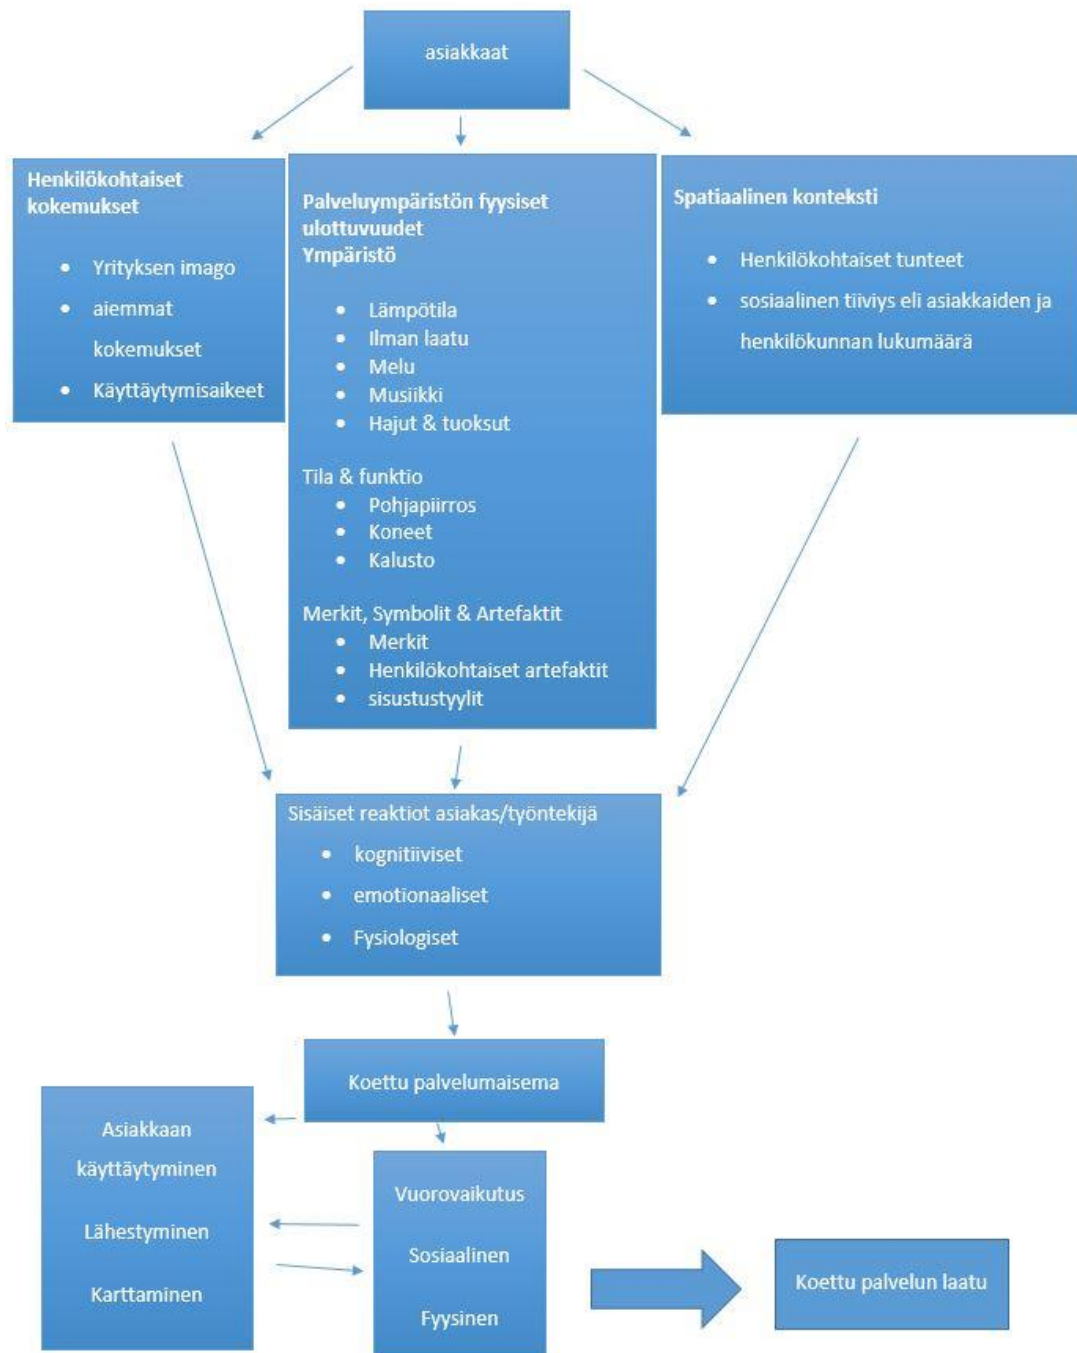 asiakkaat
Henkilökohtaiset
kokemukset
• Yrityksen imago
• aiemmat
kokemukset
• Käyttäytymisaikeet
Palveluympäristön fyysiset
ulottuvuudet
Ympäristö
• Lämpötila
• Ilman laatu
• Melu
• Musiikki
• Hajut & tuoksut
Tila & funktio
• Pohjapiirros
• Koneet
• Kalusto
Merkit, Symbolit & Artefaktit
• Merkit
• Henkilökohtaiset artefaktit
• sisustustyylit
Spatiaalinen konteksti
• Henkilökohtaiset tunteet
• sosiaalinen tiiviys eli asiakkaiden ja
henkilökunnan lukumäärä
Sisäiset reaktiot asiakas/työntekijä
• kognitiiviset
• emotionaaliset
• Fysiologiset
Koettu palvelumaisema
Asiakkaan
käyttäytyminen
Lähestyminen
Karttaminen
Vuorovaikutus
Sosiaalinen
Fyysinen
Koettu palvelun laatu